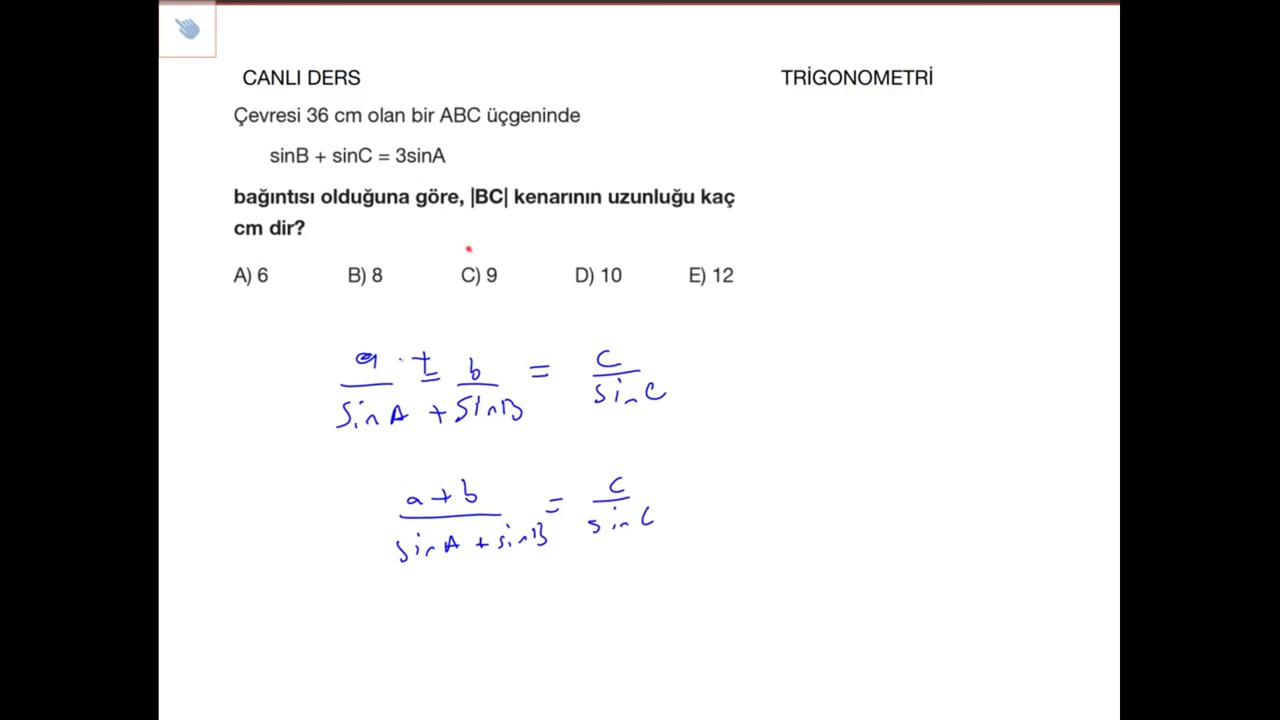 CANLI DERS TRİGONOMETRİ
Çevresi 36 cm olan bir ABC üçgeninde
sinB + sinC = 3sinA
bağıntısı olduğuna göre, |BC| kenarının uzunluğu kaç
cm dir?
A) 6 B) 8 C) 9 D) 10 E) 12
a + = b = c
sinA + sinB sinC
a + b = c
sinA + sinB sinC